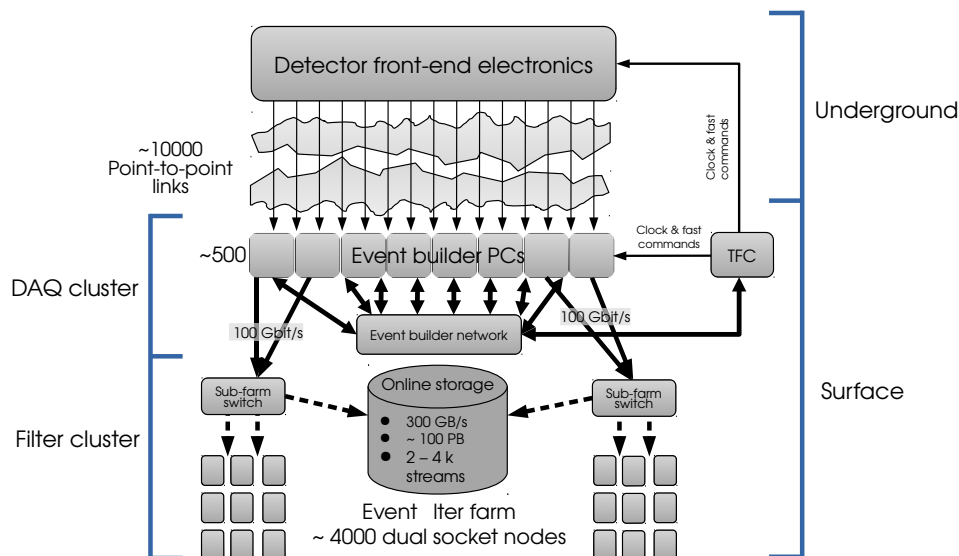 Detector front-end electronics
Underground
Clock & fast
commands
~10000
Point-to-point
links
Clock & fast
commands
~500
Event builder PCs
TFC
DAQ cluster
100 Gbit/s
100 Gbit/s
Event builder network
Surface
Sub-farm
switch
Online storage
● 300 GB/s
● ~ 100 PB
● 2 – 4 k
streams
Sub-farm
switch
Filter cluster
Event Iter farm
~ 4000 dual socket nodes